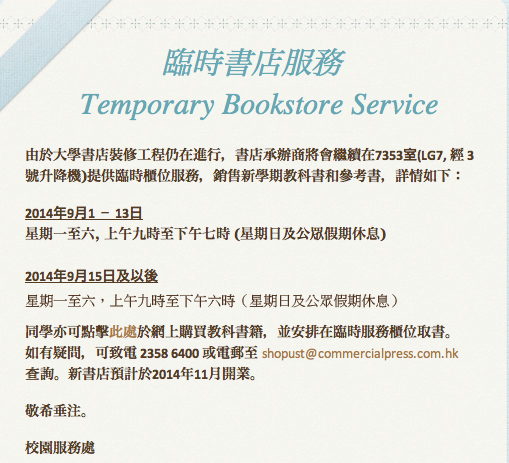 臨時書店服務
Temporary Bookstore Service
由於大學書店裝修工程仍在進行，書店承辦商將會繼續在7353室(LG7, 經 3
號升降機)提供臨時櫃位服務，銷售新學期教科書和參考書，詳情如下：
2014年9月1 – 13日
星期一至六, 上午九時至下午七時 (星期日及公眾假期休息)
2014年9月15日及以後
星期一至六，上午九時至下午六時（星期日及公眾假期休息）
同學亦可點擊此處於網上購買教科書籍，並安排在臨時服務櫃位取書。
如有疑問，可致電 2358 6400 或電郵至 shopust@commercialpress.com.hk
查詢。新書店預計於2014年11月開業。
敬希垂注。
校園服務處